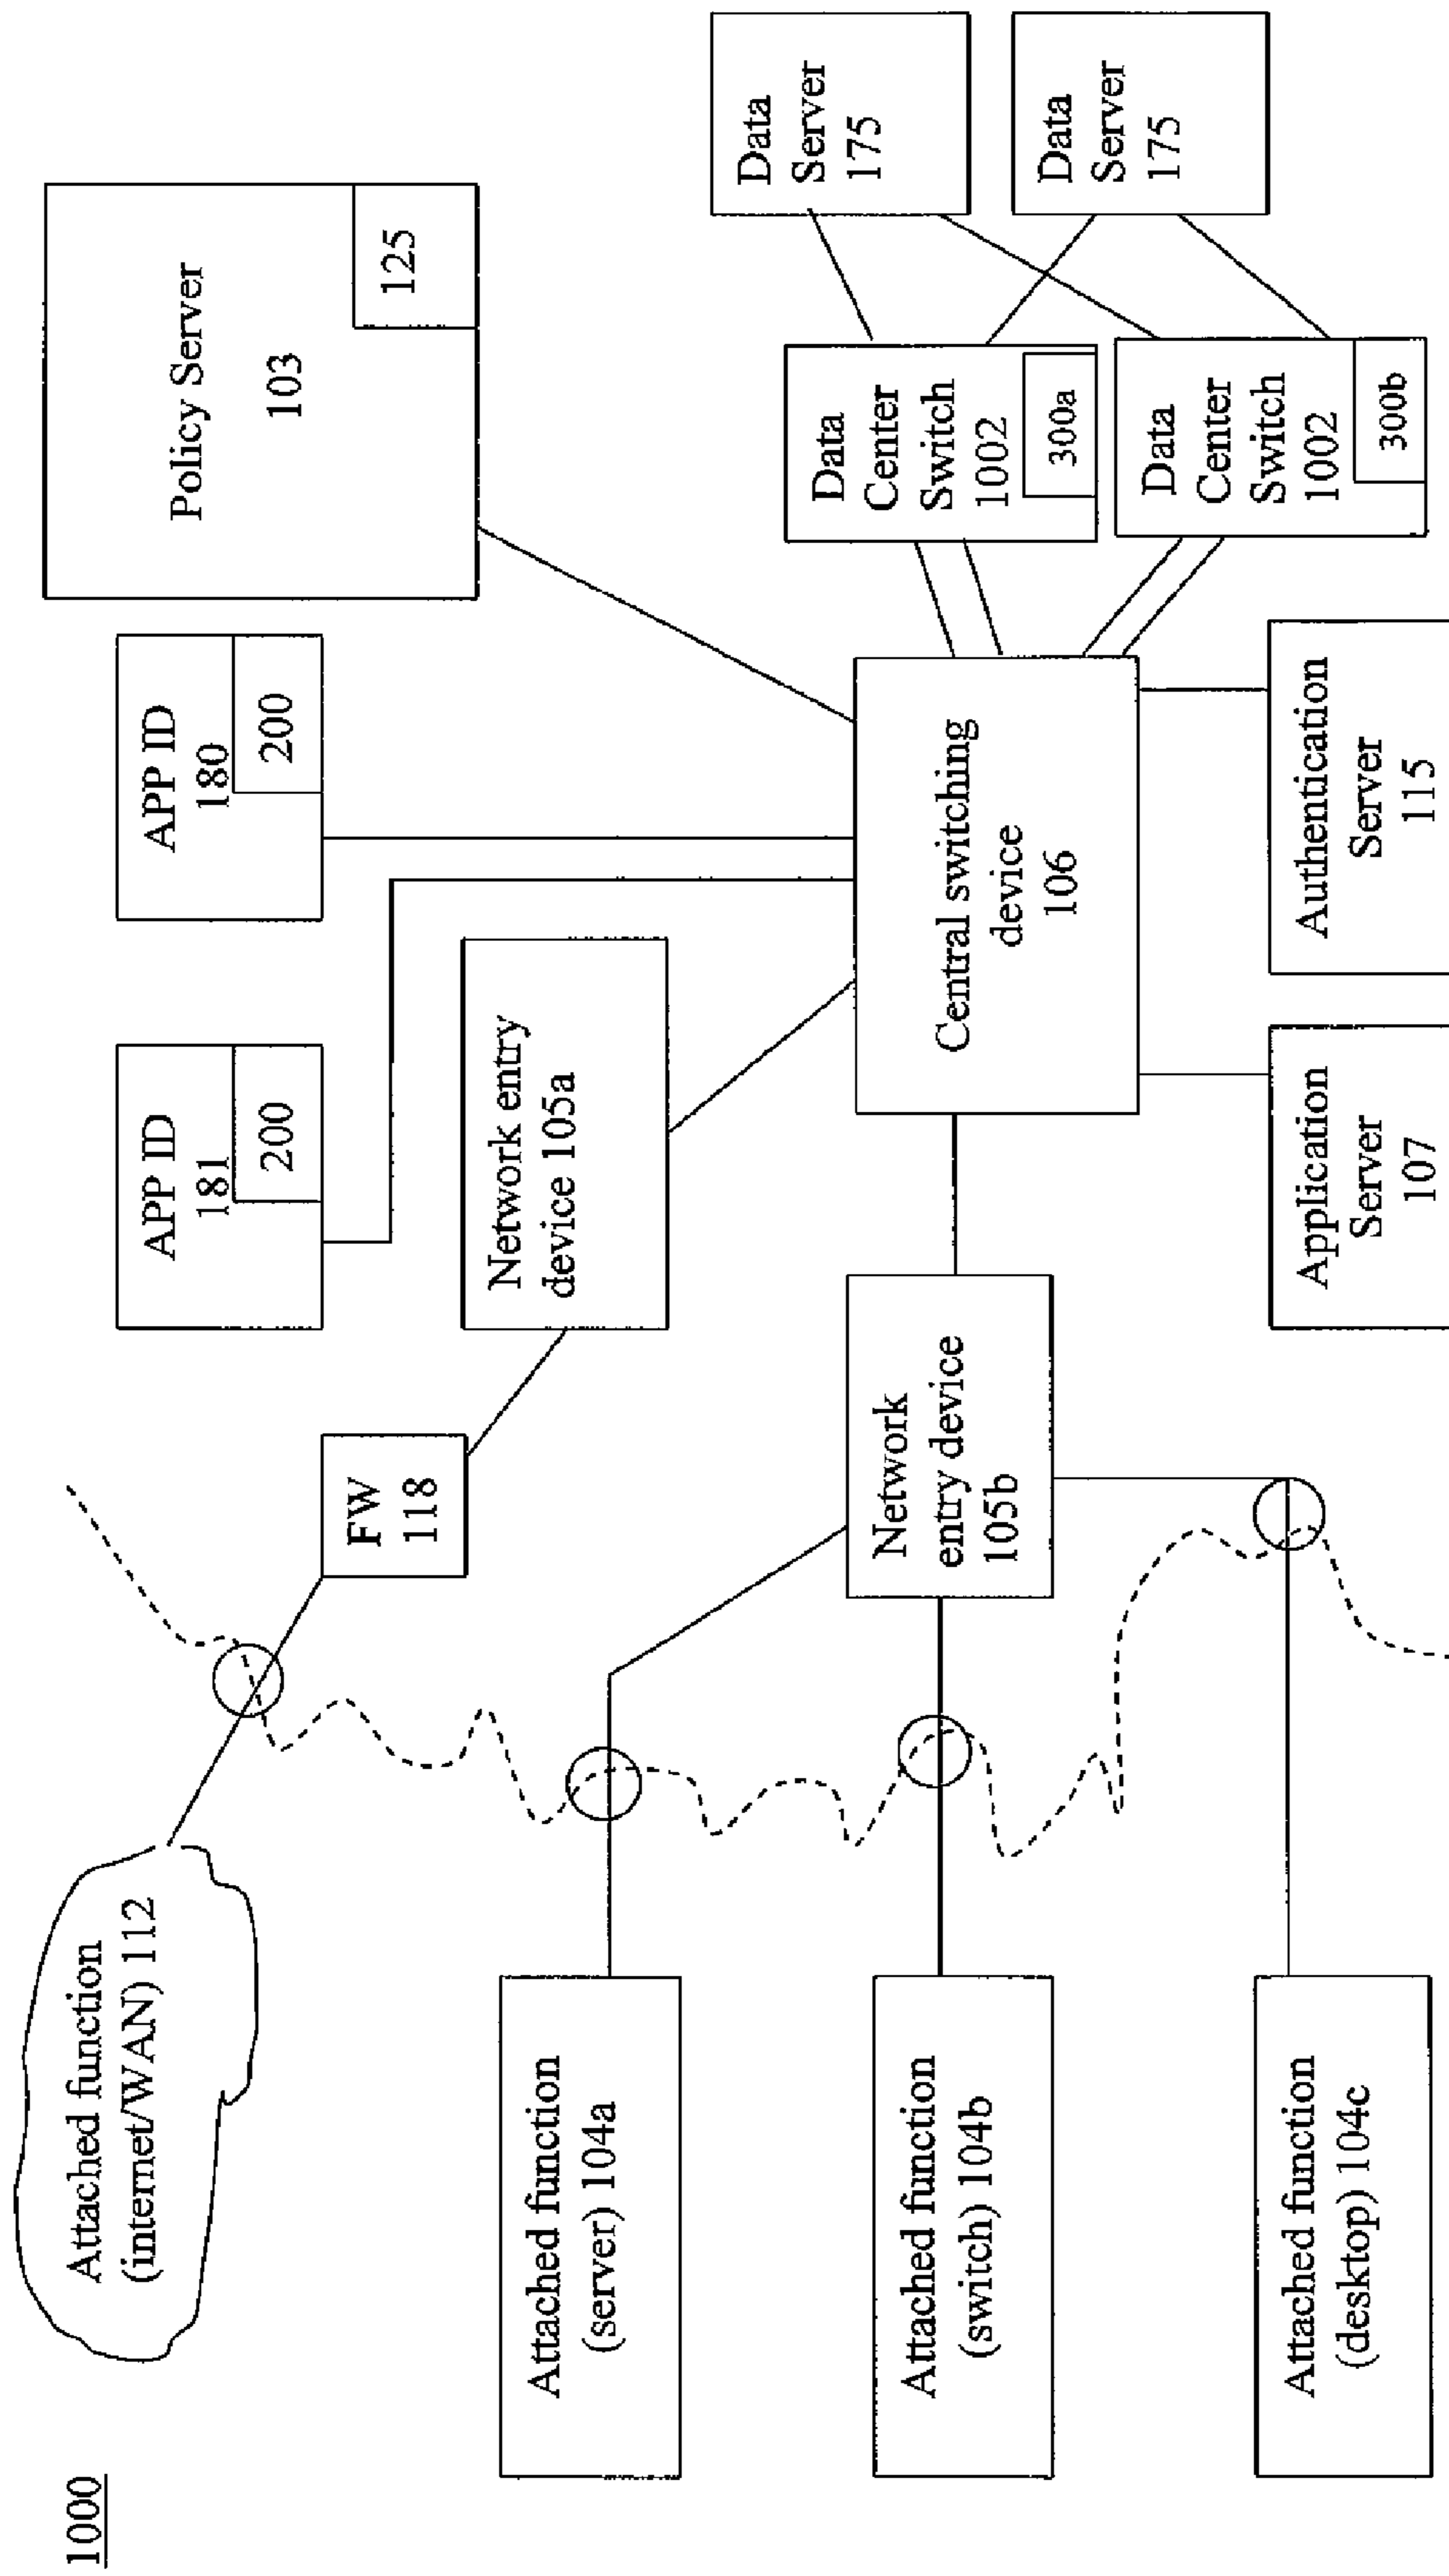 1000
Attached function
(internet/WAN) 112
Attached function
(server) 104a
Attached function
(switch) 104b
Attached function
(desktop) 104c
FW
118
Network entry
device 105a
Network
entry device
105b
APP ID
181
200
APP ID
180
200
Policy Server
103
125
Central switching
device
106
Application
Server
107
Authentication
Server
115
Data
Center
Switch
1002
300a
Data
Center
Switch
1002
300b
Data
Server
175
Data
Server
175